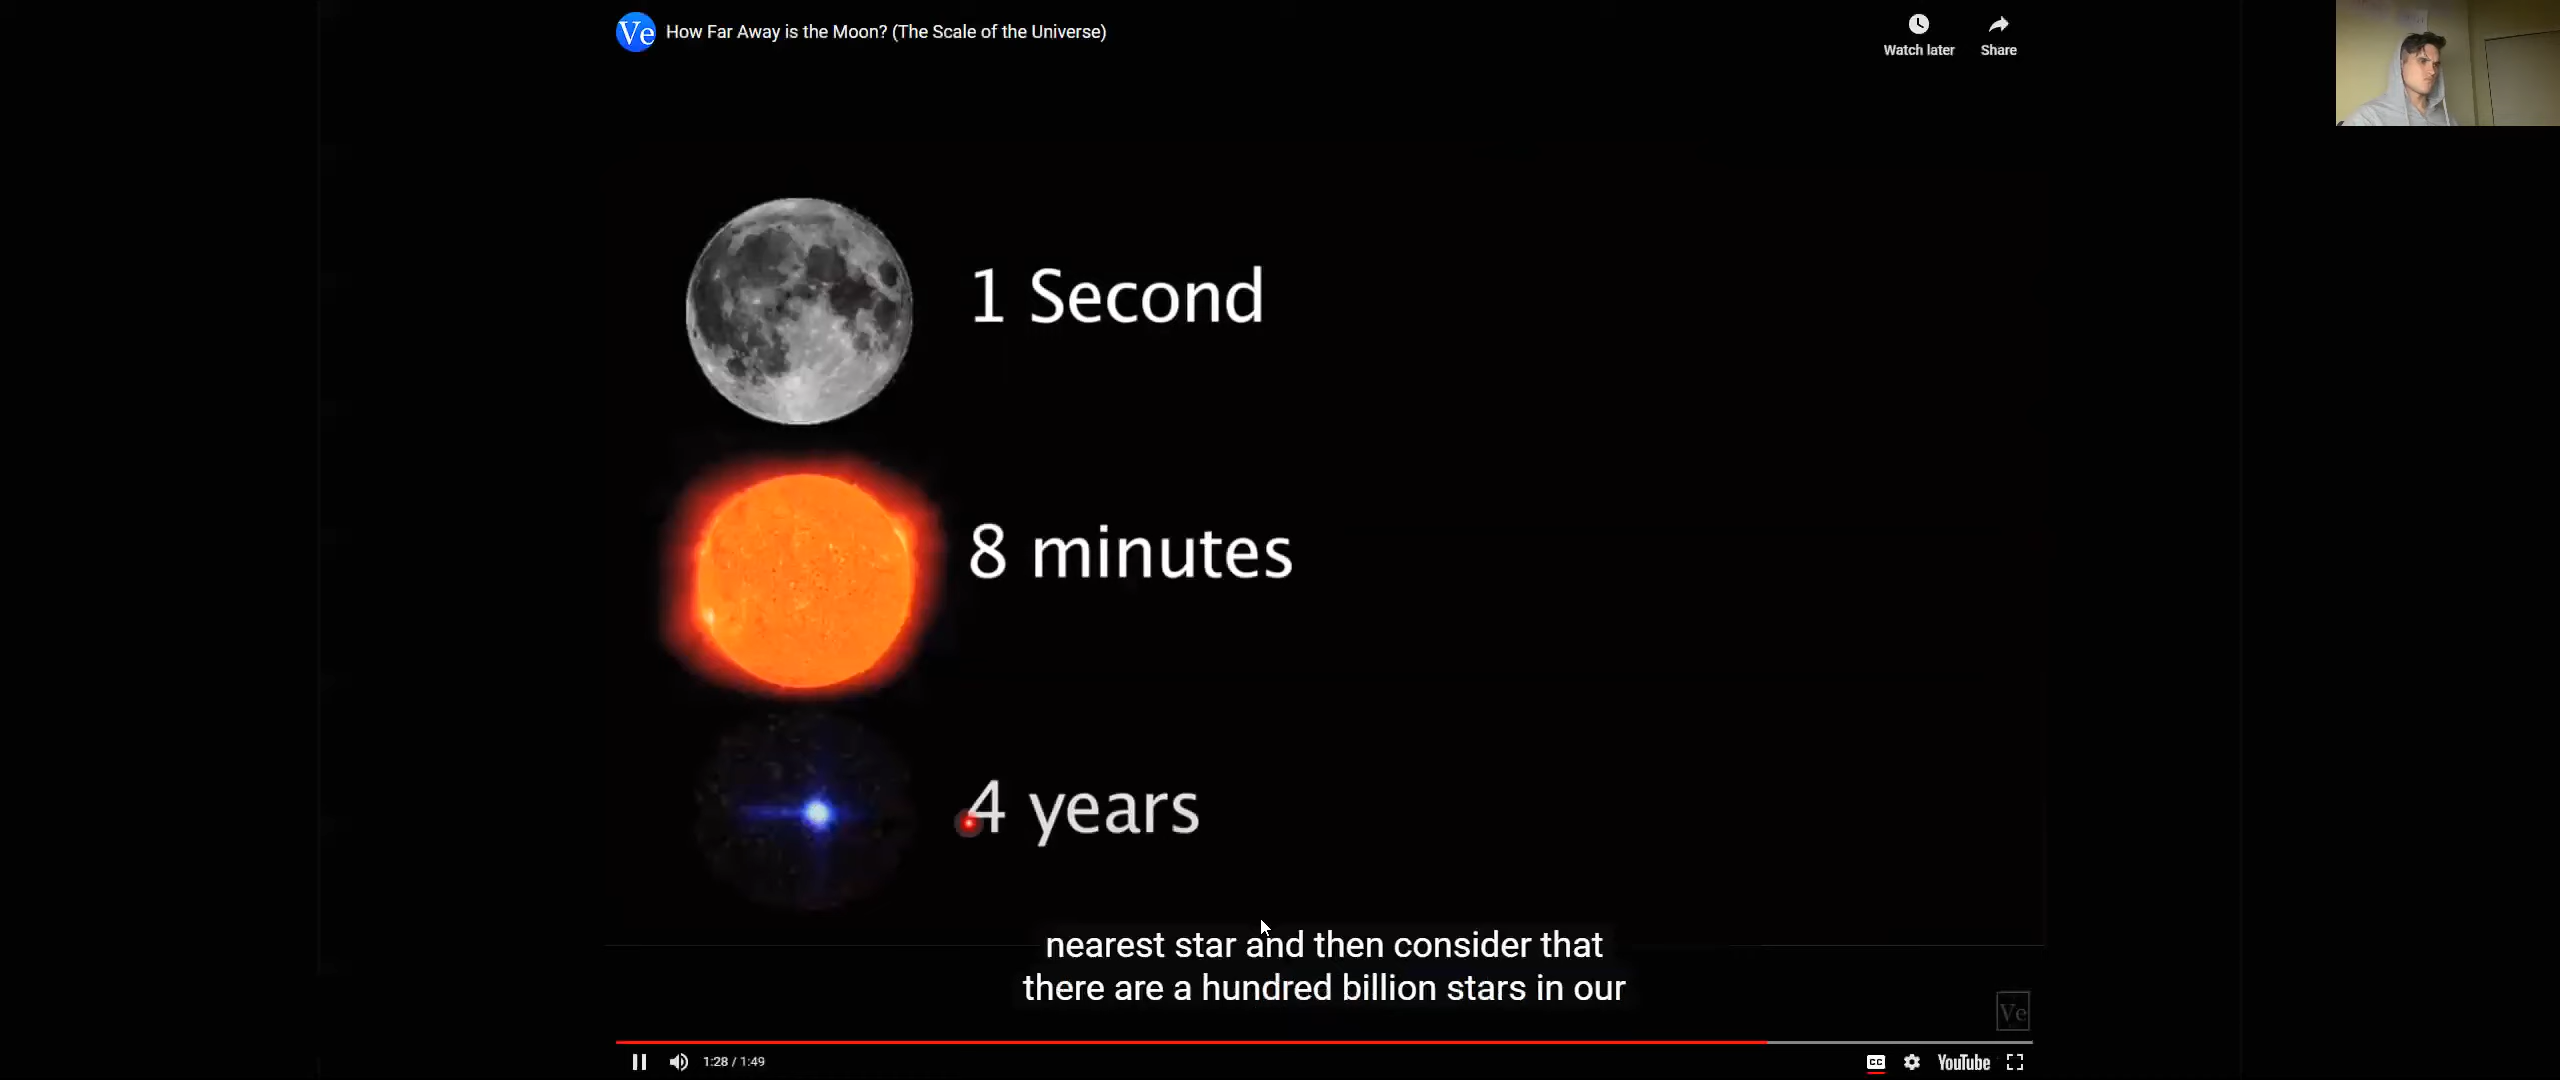 Ve How Far Away is the Moon? (The Scale of the Universe)
Watch later Share
1 Second
8 minutes
4 years
nearest star and then consider that
there are a hundred billion stars in our
Ve
1:28 / 1:49 CC YouTube